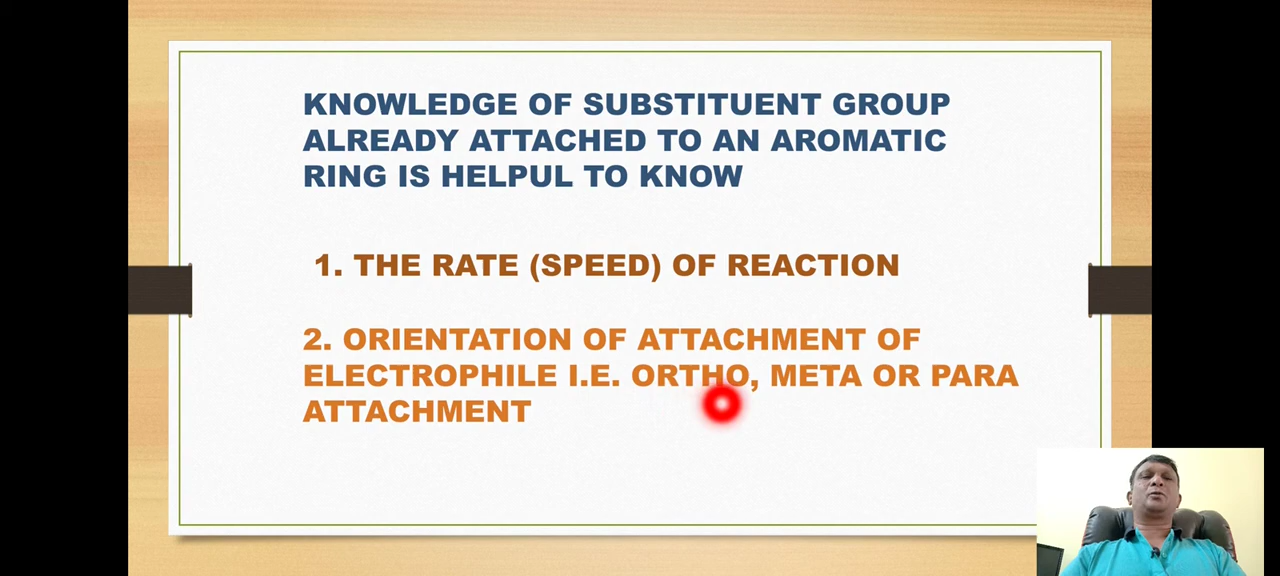 KNOWLEDGE OF SUBSTITUENT GROUP
ALREADY ATTACHED TO AN AROMATIC
RING IS HELPUL TO KNOW
1. THE RATE (SPEED) OF REACTION
2. ORIENTATION OF ATTACHMENT OF
ELECTROPHILE I.E. ORTHO, META OR PARA
ATTACHMENT